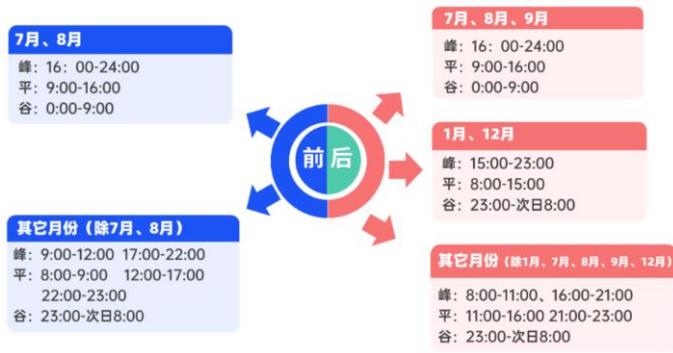 7月、8月
峰：16：00-24:00
平：9:00-16:00
谷：0:00-9:00
其它月份（除7月、8月）
峰：9:00-12:00 17:00-22:00
平：8:00-9:00 12:00-17:00
22:00-23:00
谷：23:00-次日8:00
前 后
7月、8月、9月
峰：16：00-24:00
平：9:00-16:00
谷：0:00-9:00
1月、12月
峰：15:00-23:00
平：8:00-15:00
谷：23:00-次日8:00
其它月份（除1月、7月、8月、9月、12月）
峰：8:00-11:00、16:00-21:00
平：11:00-16:00 21:00-23:00
谷：23:00-次日8:00